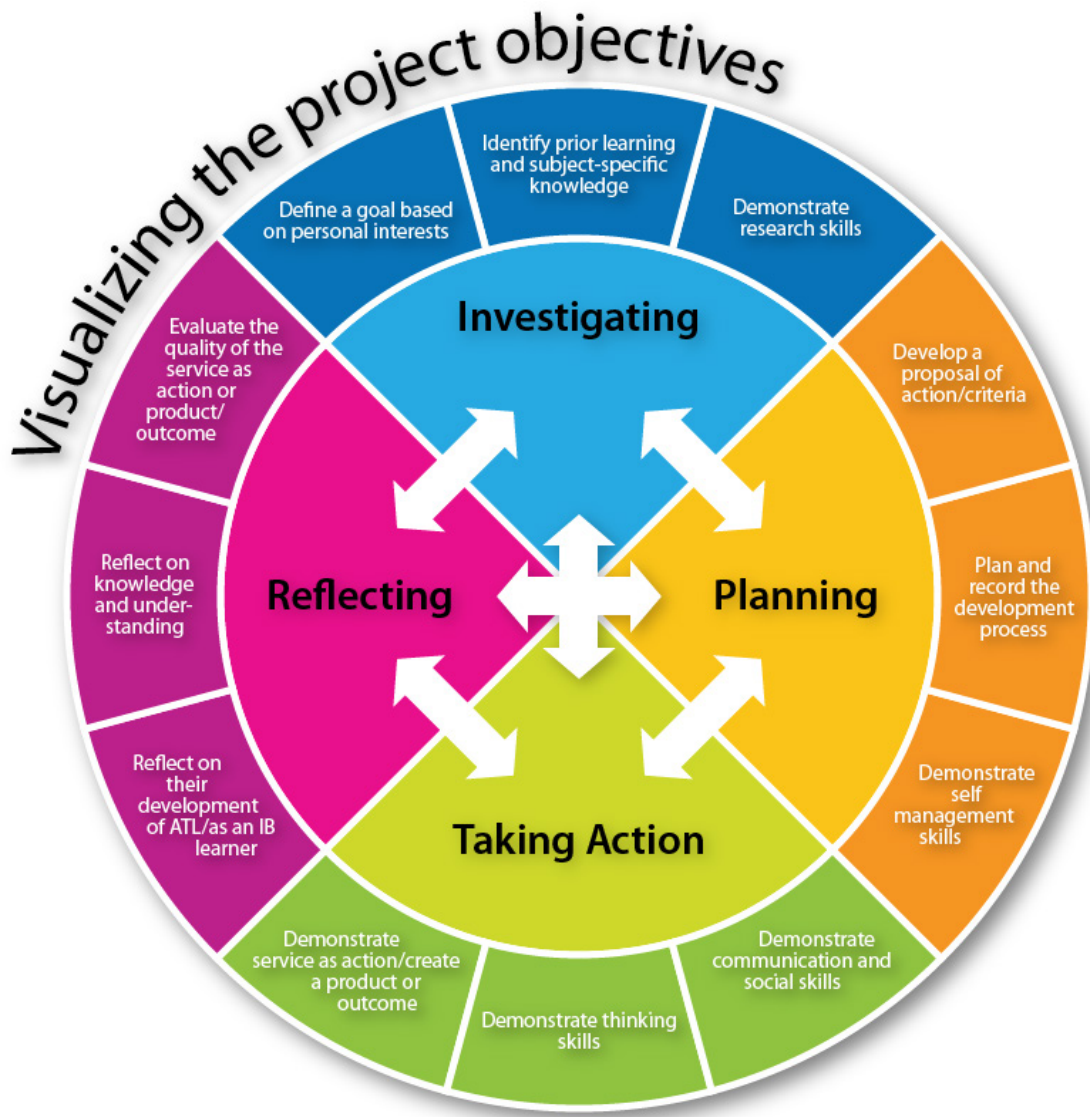 Visualizing the project objectives
Define a goal based
on personal interests
Identify prior learning
and subject-specific
knowledge
Demonstrate
research skills
Investigating
Evaluate the
quality of the
service as
action or
product/
outcome
Develop a
proposal of
action/criteria
Reflect on
knowledge
and under-
standing
Reflecting
Planning
Plan and
record the
development
process
Reflect on
their
development
of ATL/as an IB
learner
Demonstrate
self
management
skills
Taking Action
Demonstrate
service as action/create
a product or
outcome
Demonstrate thinking
skills
Demonstrate
communication and
social skills